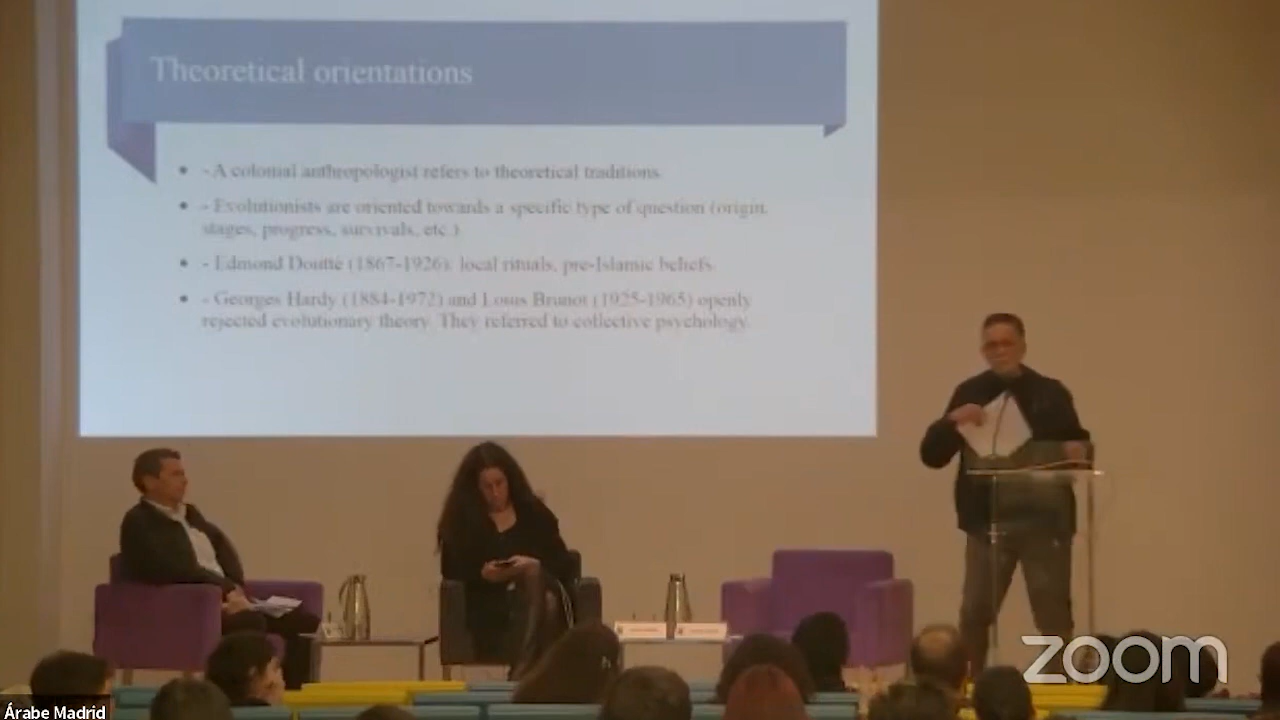 Theoretical orientations
• - A colonial anthropologist refers to theoretical traditions.
• - Evolutionists are oriented towards a specific type of question (origin,
stages, progress, survivals, etc.)
• - Edmond Doutté (1867-1926): local rituals, pre-Islamic beliefs.
• - Georges Hardy (1884-1972) and Louis Brunot (1925-1965) openly
rejected evolutionary theory. They referred to collective psychology.
zoom
Árabe Madrid